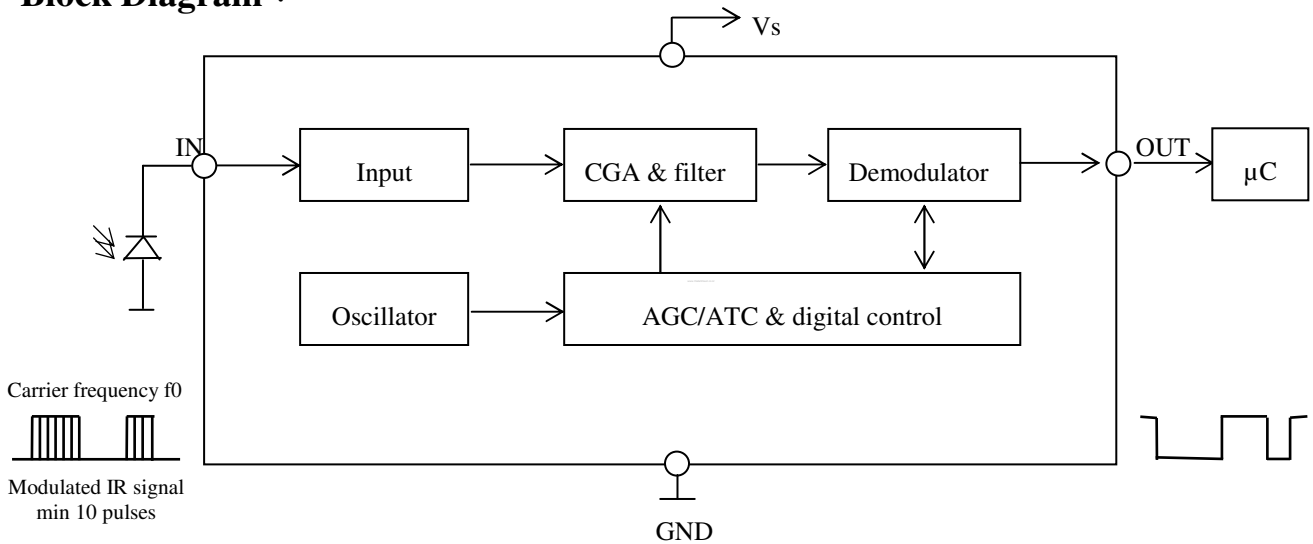 Block Diagram :
Vs
IN
Input
CGA & filter
Demodulator
OUT
µC
Oscillator
AGC/ATC & digital control
Carrier frequency f0
Modulated IR signal
min 10 pulses
GND